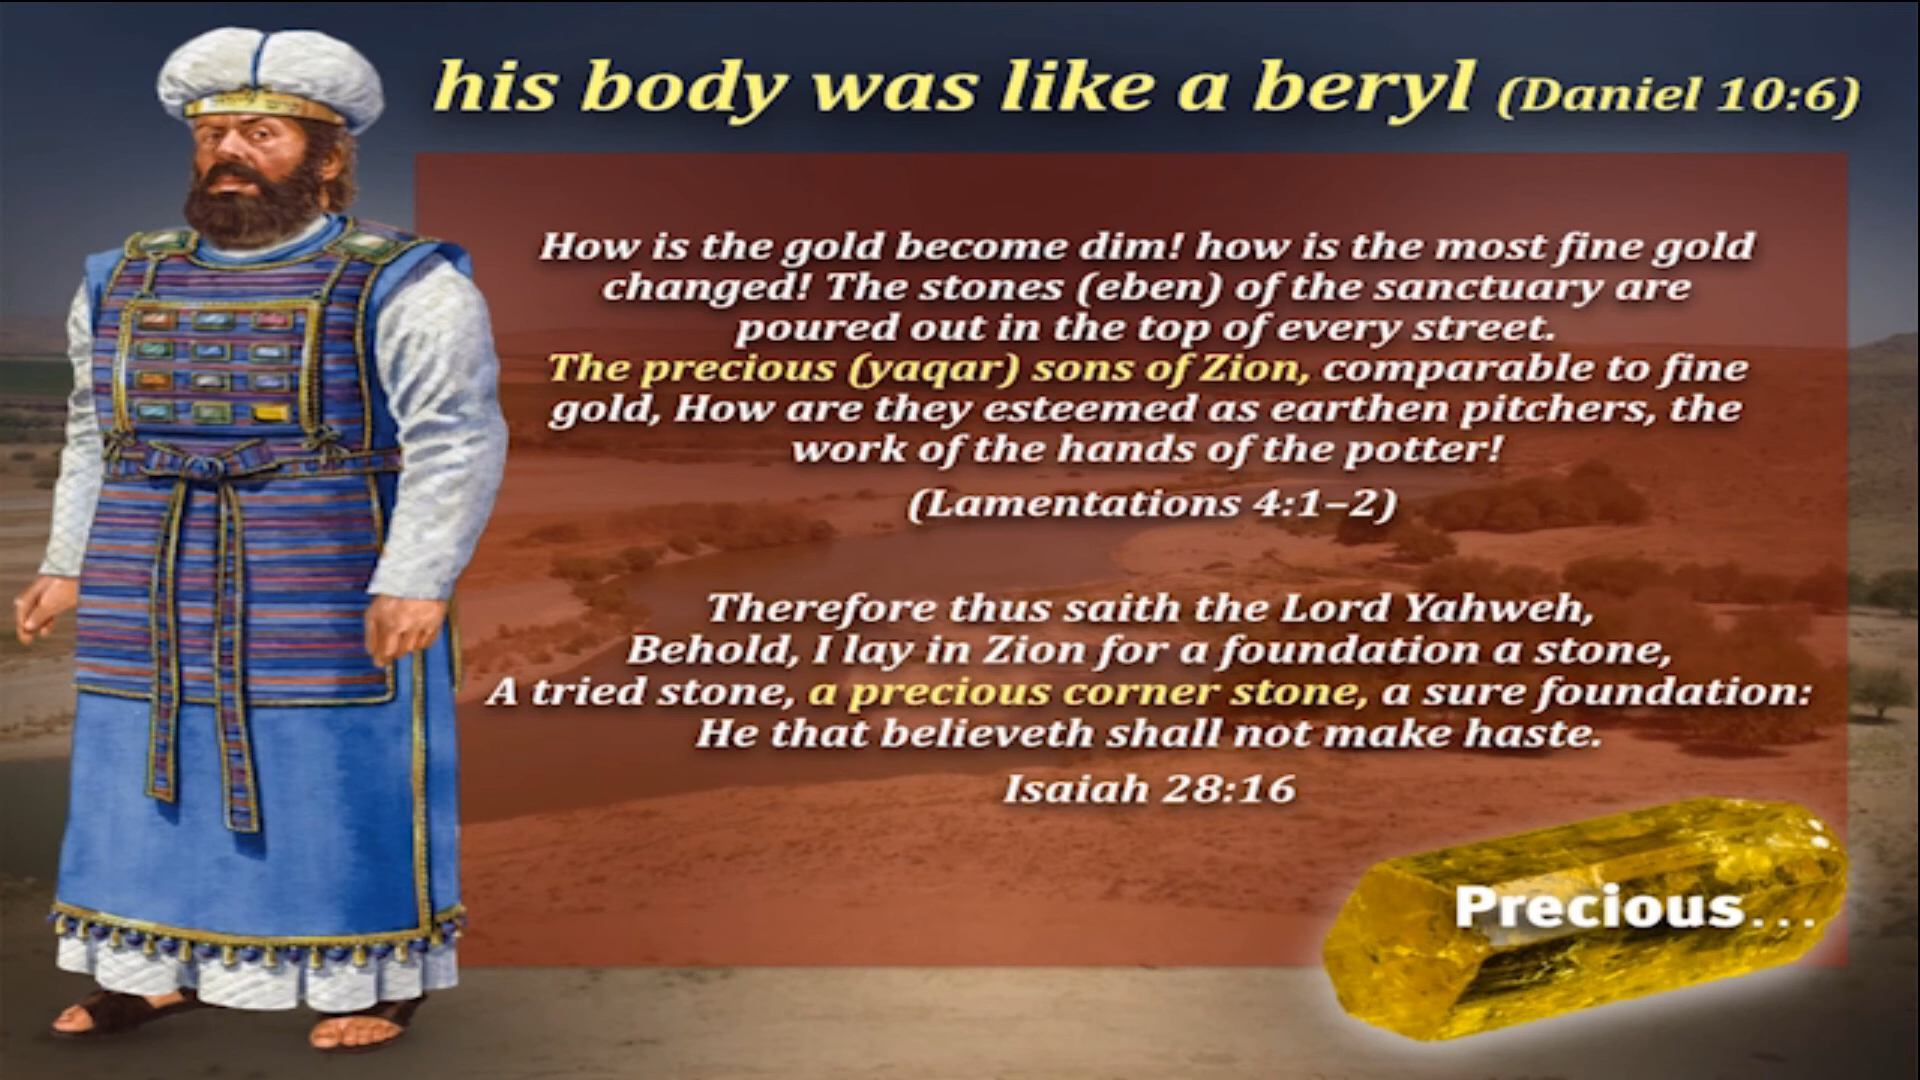 his body was like a beryl (Daniel 10:6)
How is the gold become dim! how is the most fine gold
changed! The stones (eben) of the sanctuary are
poured out in the top of every street.
The precious (yaqar) sons of Zion, comparable to fine
gold, How are they esteemed as earthen pitchers, the
work of the hands of the potter!
(Lamentations 4:1–2)
Therefore thus saith the Lord Yahweh,
Behold, I lay in Zion for a foundation a stone,
A tried stone, a precious corner stone, a sure foundation:
He that believeth shall not make haste.
Isaiah 28:16
Precious...